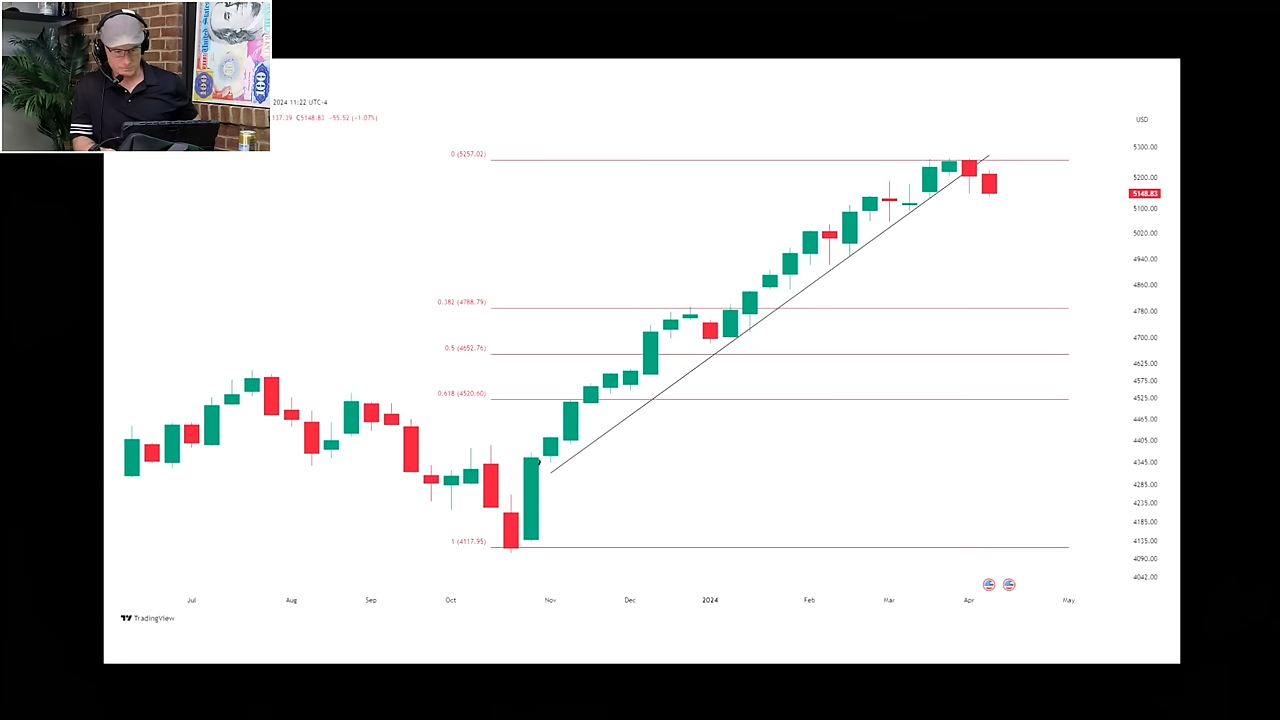 2024 11:22 UTC-4
137.39 C5148.83 -55.52 (-1.07%)
USD
0 (5257.02)
0.382 (4788.79)
0.5 (4652.76)
0.618 (4520.60)
1 (4117.95)
5300.00
5200.00
5148.83
5100.00
5020.00
4940.00
4860.00
4780.00
4700.00
4625.00
4575.00
4525.00
4465.00
4405.00
4345.00
4285.00
4235.00
4185.00
4135.00
4090.00
4042.00
Jul
Aug
Sep
Oct
Nov
Dec
2024
Feb
Mar
Apr
May
TradingView
100
100